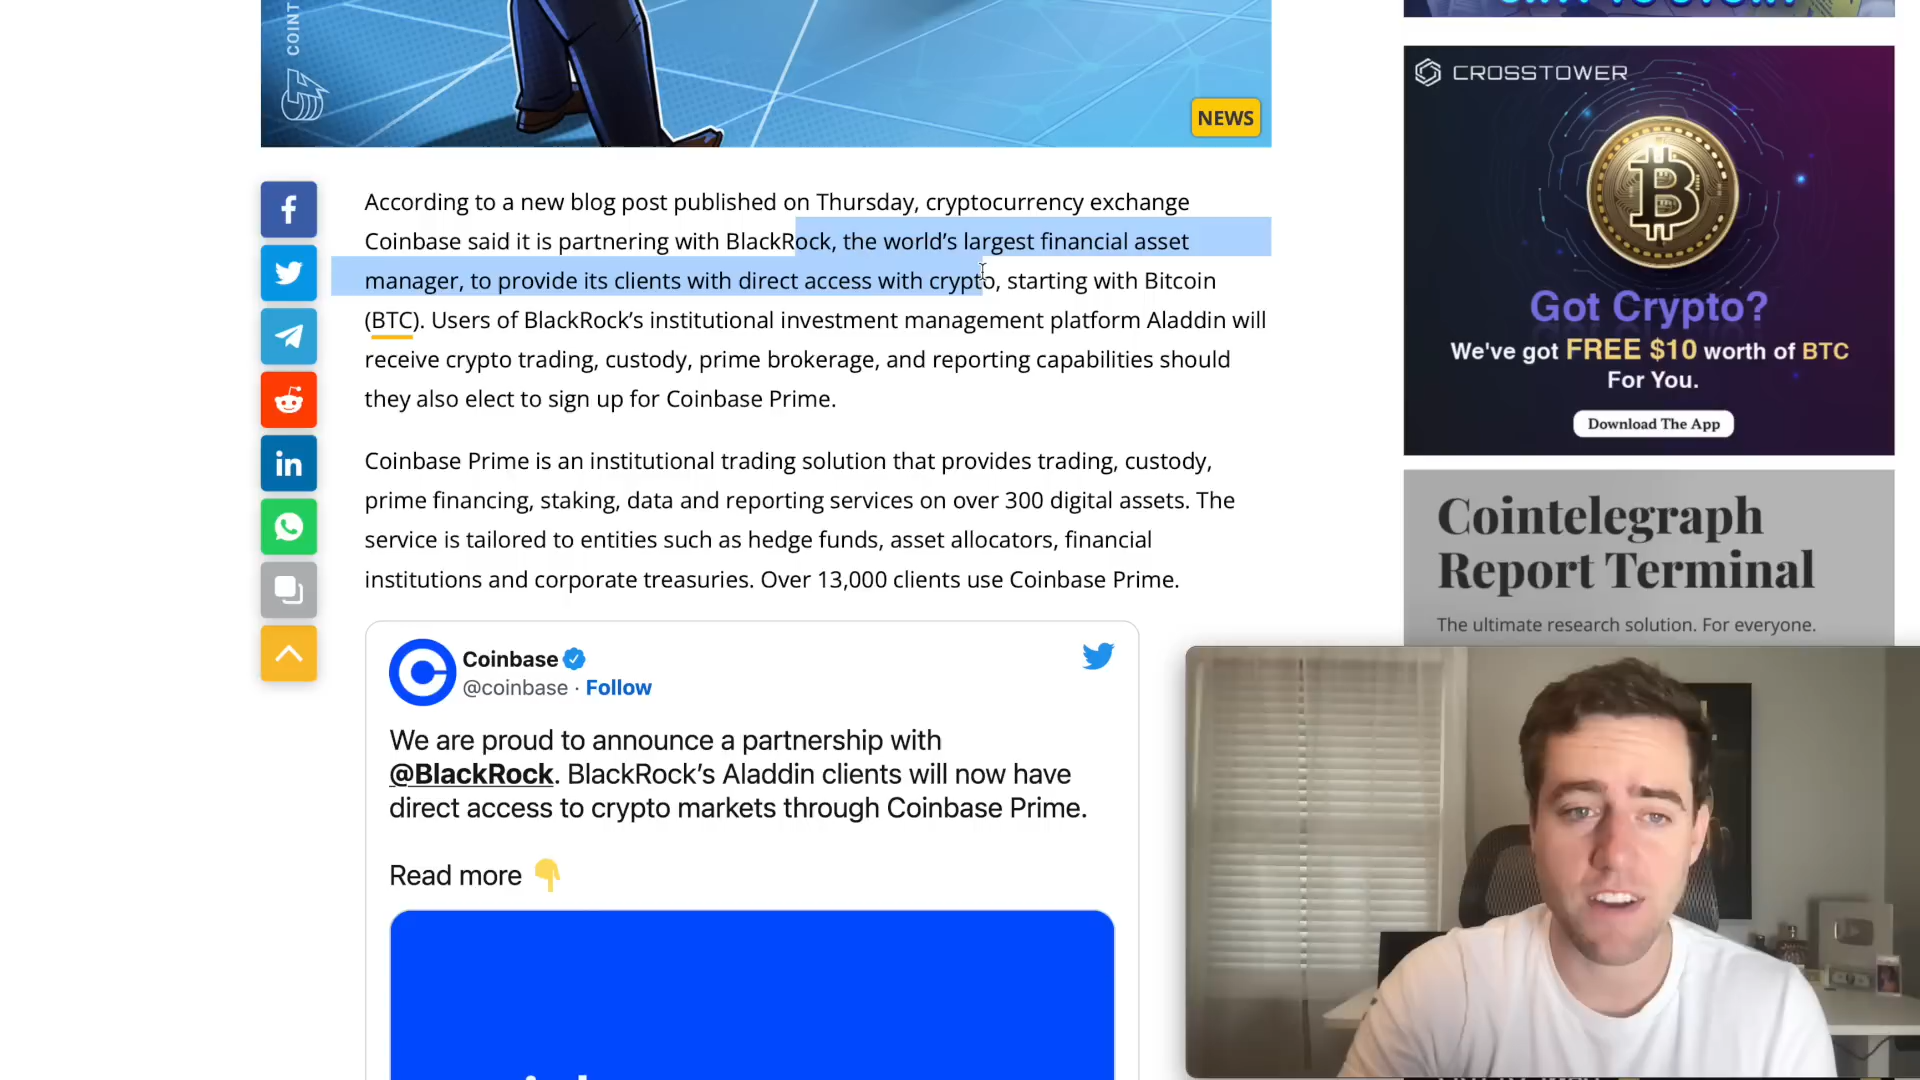 COINT
NEWS
According to a new blog post published on Thursday, cryptocurrency exchange
Coinbase said it is partnering with BlackRock, the world’s largest financial asset
manager, to provide its clients with direct access with crypto, starting with Bitcoin
(BTC). Users of BlackRock’s institutional investment management platform Aladdin will
receive crypto trading, custody, prime brokerage, and reporting capabilities should
they also elect to sign up for Coinbase Prime.
Coinbase Prime is an institutional trading solution that provides trading, custody,
prime financing, staking, data and reporting services on over 300 digital assets. The
service is tailored to entities such as hedge funds, asset allocators, financial
institutions and corporate treasuries. Over 13,000 clients use Coinbase Prime.
Coinbase
@coinbase · Follow
We are proud to announce a partnership with
@BlackRock. BlackRock’s Aladdin clients will now have
direct access to crypto markets through Coinbase Prime.
Read more 👇
CROSSTOWER
Got Crypto?
We've got FREE $10 worth of BTC
For You.
Download The App
Cointelegraph
Report Terminal
The ultimate research solution. For everyone.